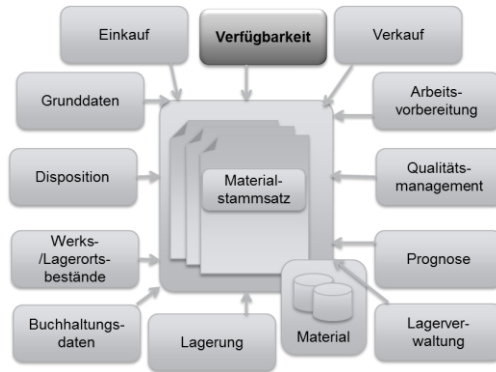 Einkauf
Verfügbarkeit
Verkauf
Grunddaten
Arbeits-
vorbereitung
Disposition
Material-
stammsatz
Qualitäts-
management
Werks-
/Lagerorts-
bestände
Prognose
Buchhaltungs-
daten
Lagerung
Material
Lagerver-
waltung